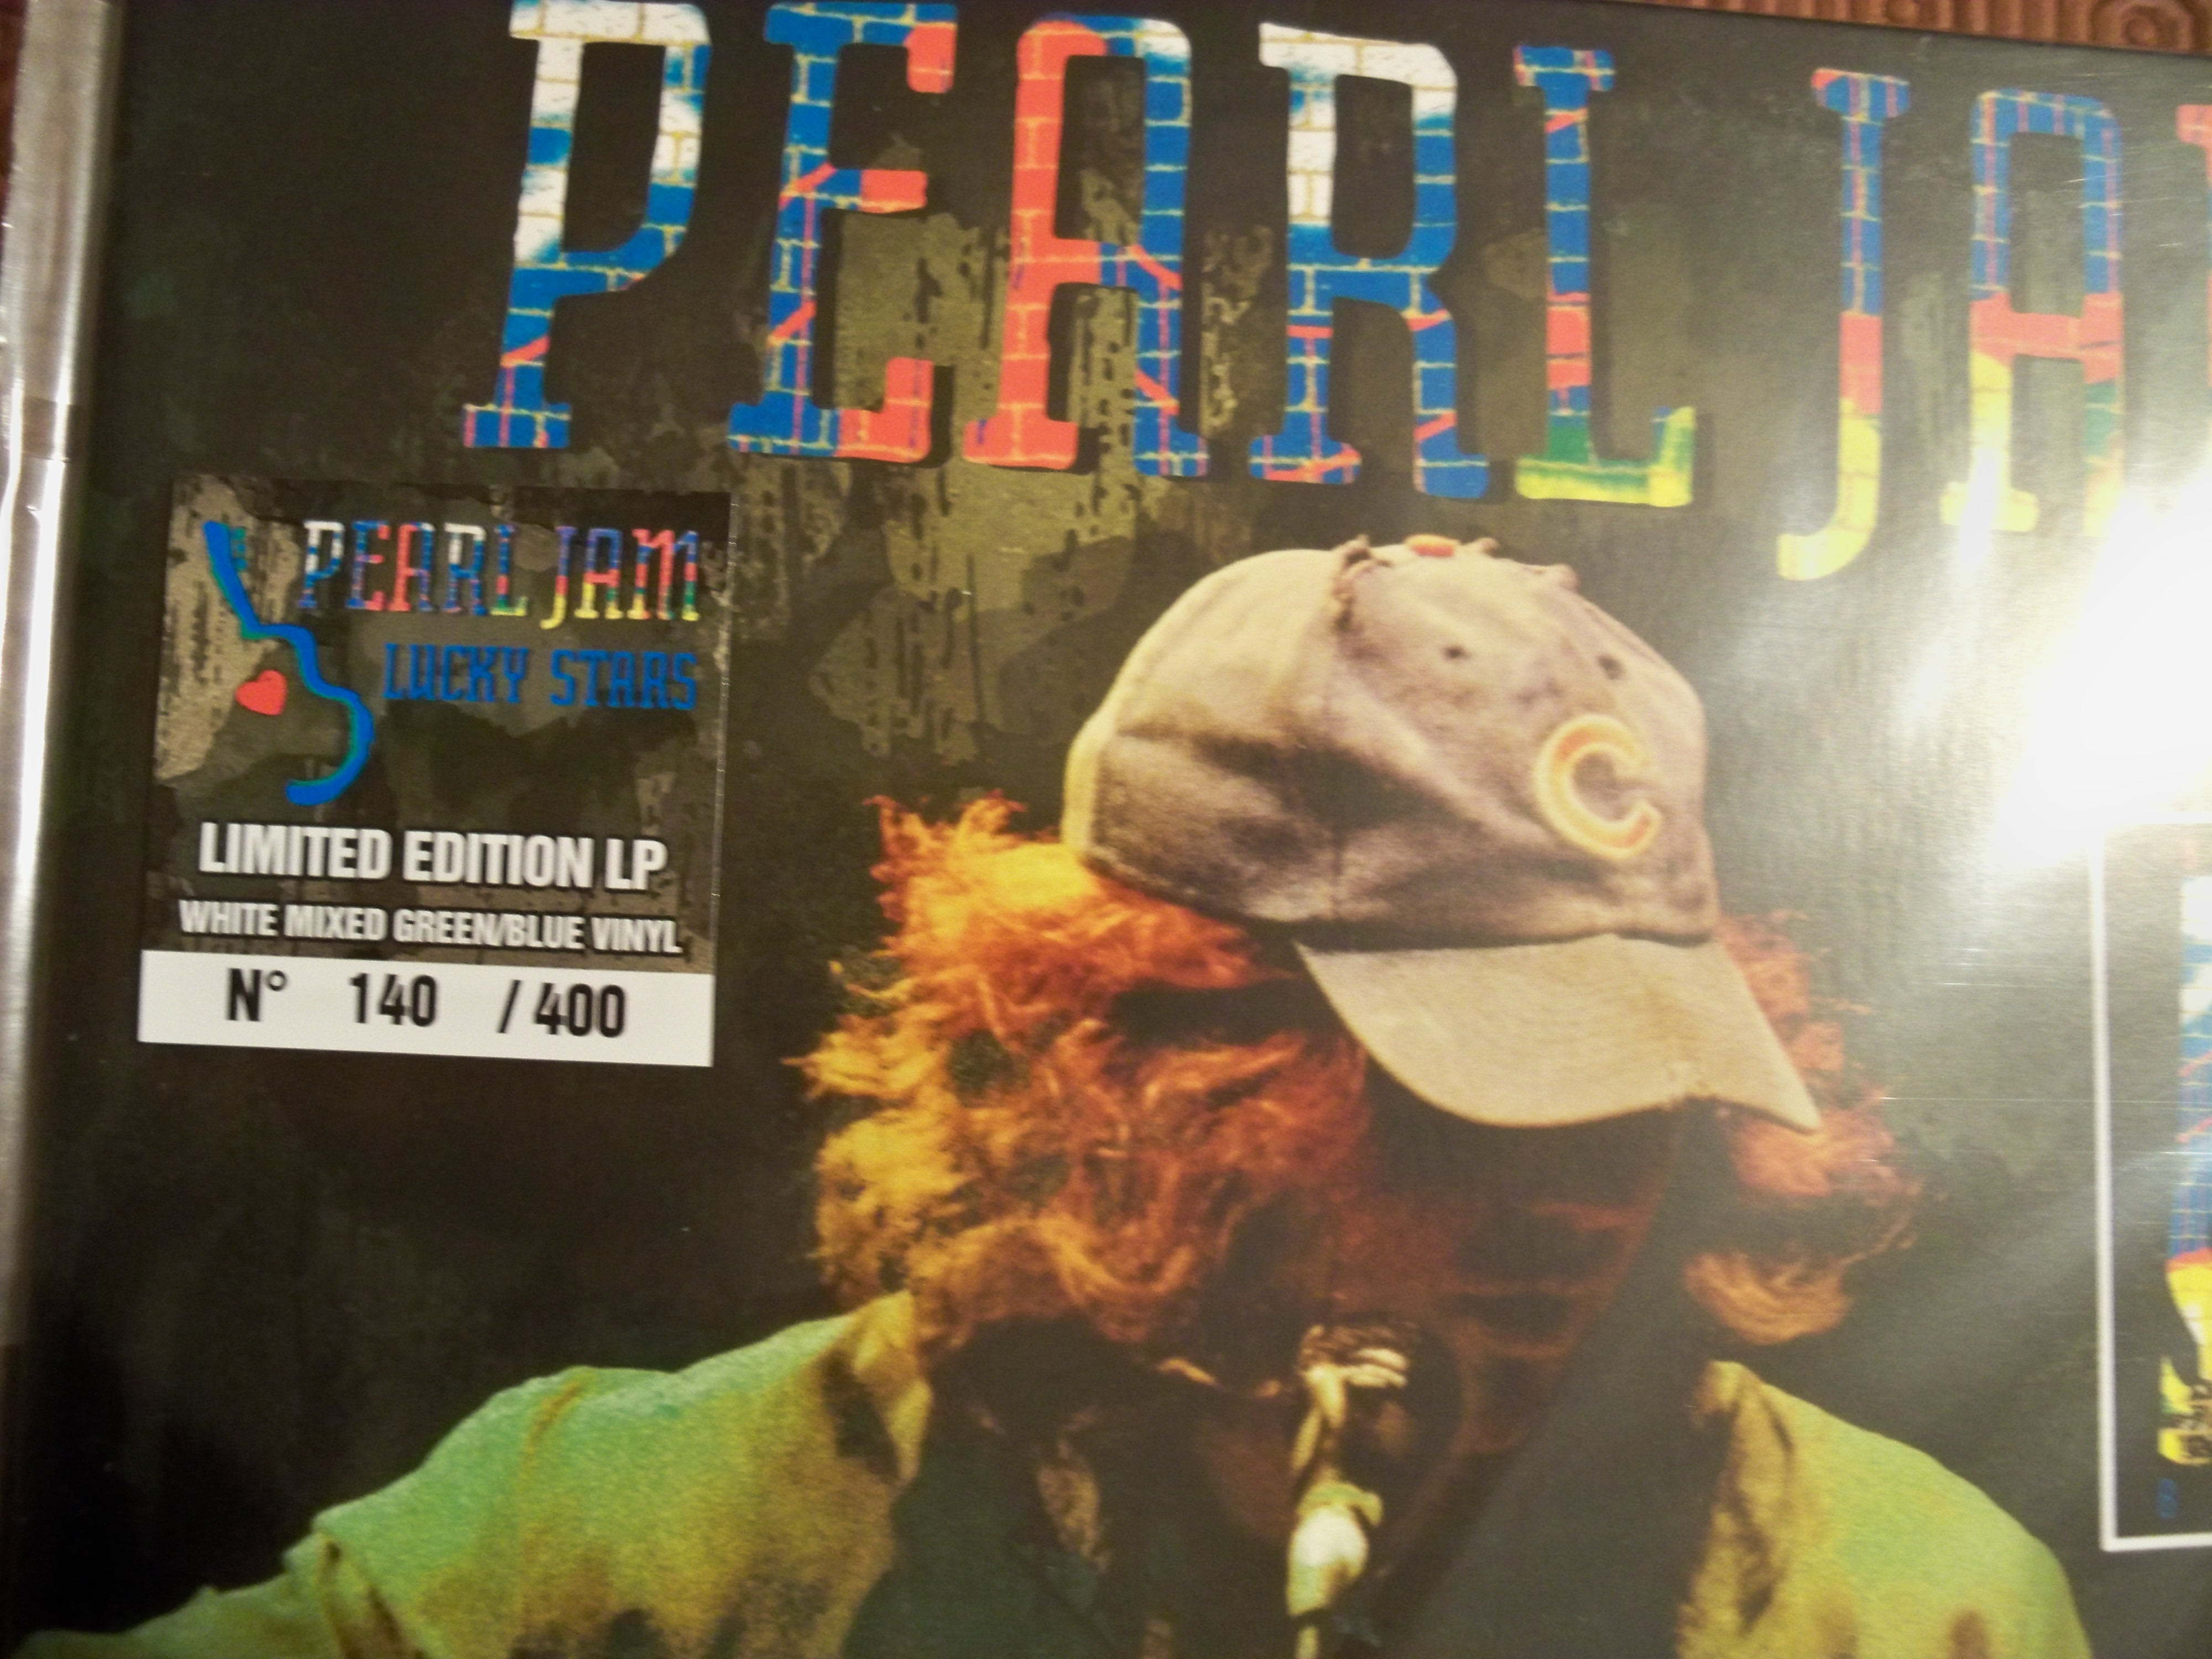 PEARL JA
PEARL JAM
LUCKY STARS
C
LIMITED EDITION LP
WHITE MIXED GREEN/BLUE VINYL
N° 140 / 400